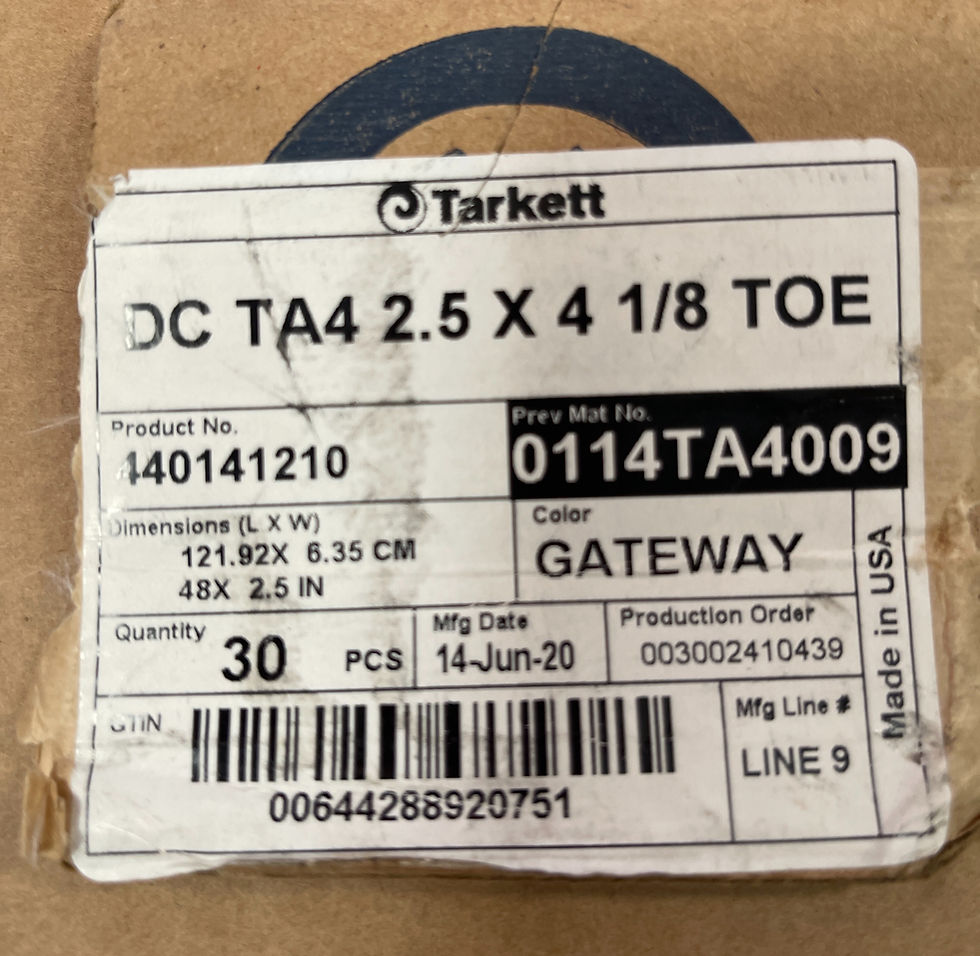 Tarkett
DC TA4 2.5 X 4 1/8 TOE
Product No.
440141210
Prev Mat No.
0114TA4009
Dimensions (L X W)
121.92X 6.35 CM
48X 2.5 IN
Color
GATEWAY
Made in USA
Quantity
30 PCS
Mfg Date
14-Jun-20
Production Order
003002410439
GTIN
00644288920751
Mfg Line #
LINE 9